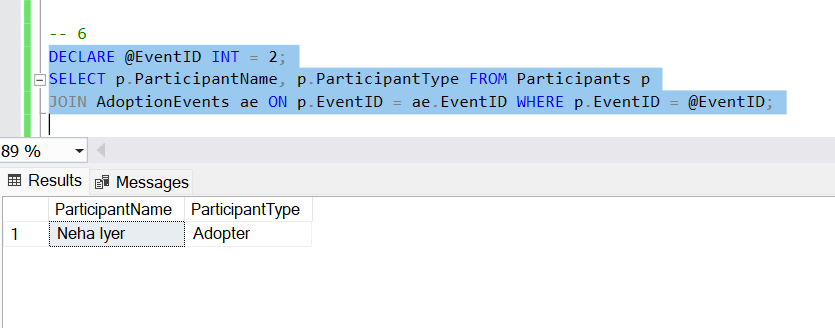 -- 6
DECLARE @EventID INT = 2;
SELECT p.ParticipantName, p.ParticipantType FROM Participants p
JOIN AdoptionEvents ae ON p.EventID = ae.EventID WHERE p.EventID = @EventID;
89 %
Results Messages
ParticipantName ParticipantType
1 Neha Iyer Adopter